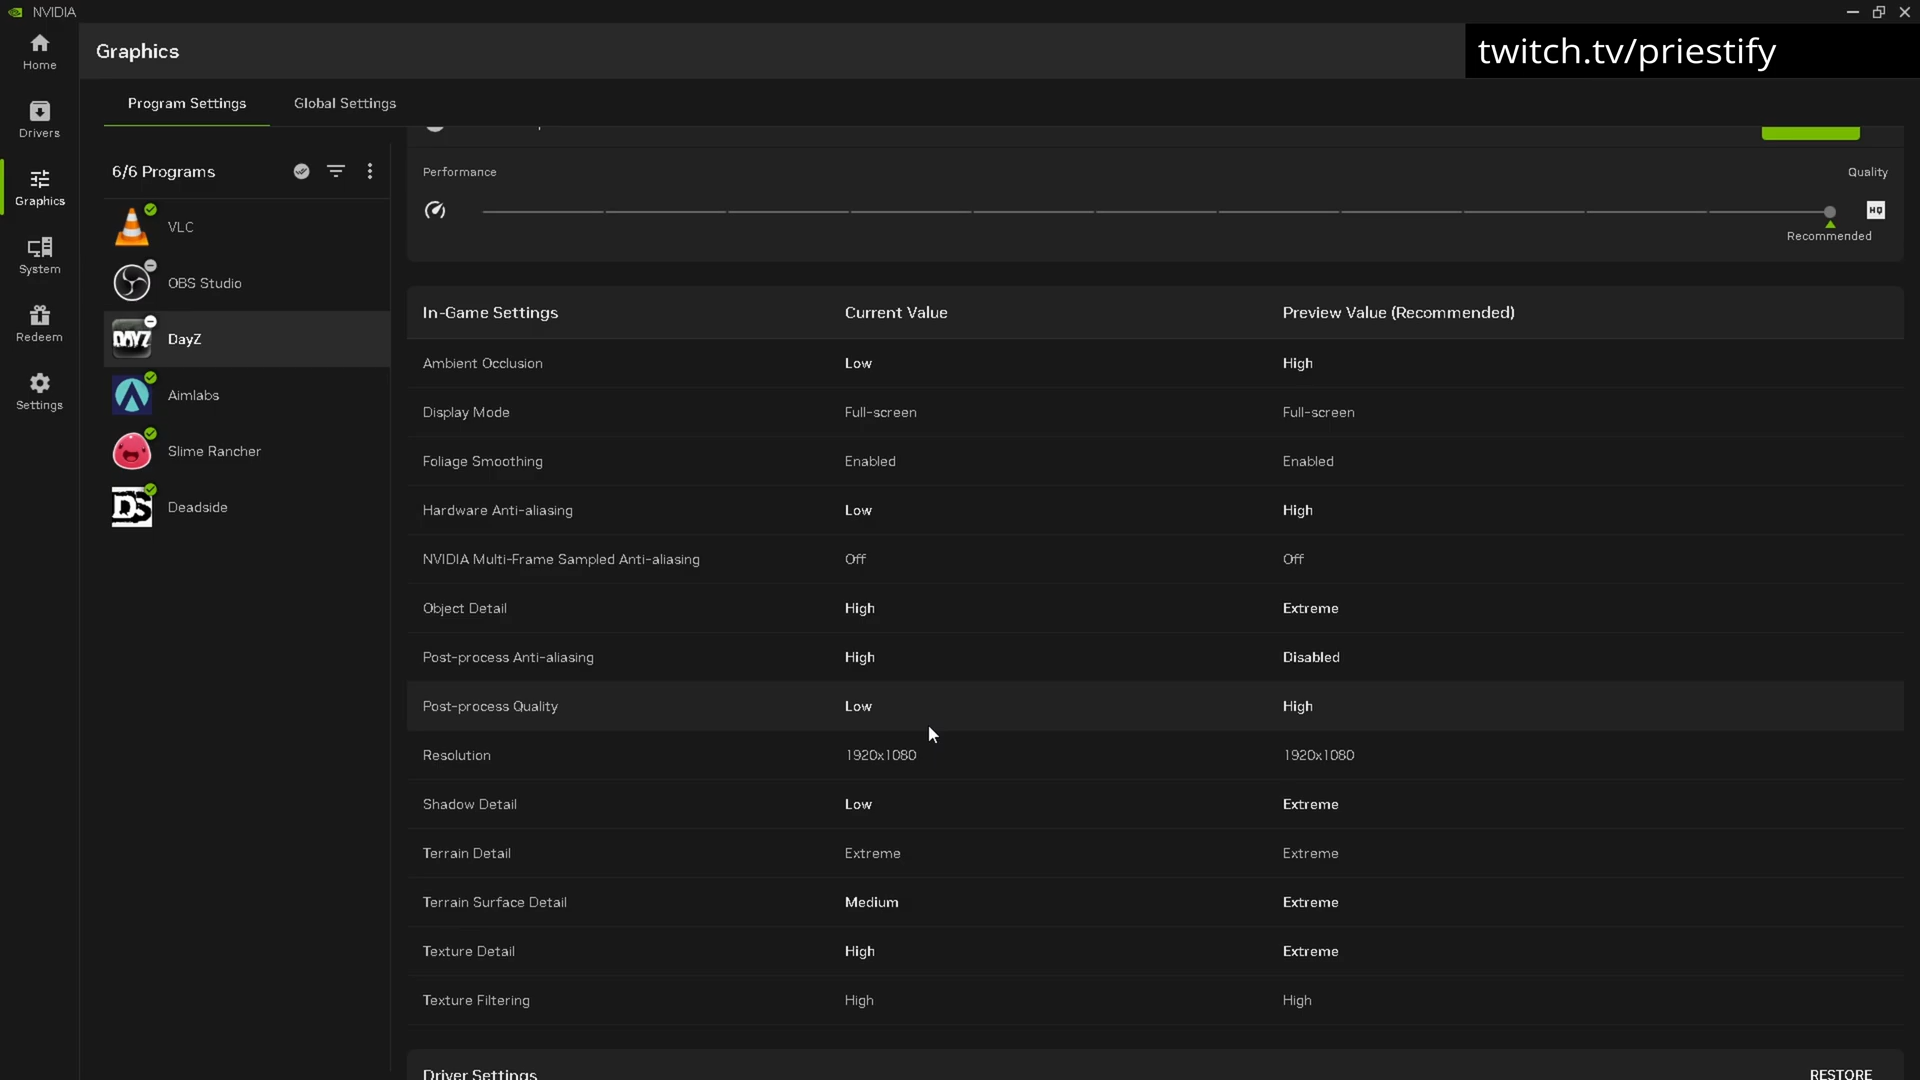 NVIDIA
Home
Graphics
twitch.tv/priestify
Program Settings
Global Settings
Drivers
Graphics
System
Redeem
Settings
6/6 Programs
VLC
OBS Studio
DAYZ
DayZ
Aimlabs
Slime Rancher
DS
Deadside
Performance
Quality
HQ
Recommended
In-Game Settings Current Value Preview Value (Recommended)
Ambient Occlusion Low High
Display Mode Full-screen Full-screen
Foliage Smoothing Enabled Enabled
Hardware Anti-aliasing Low High
NVIDIA Multi-Frame Sampled Anti-aliasing Off Off
Object Detail High Extreme
Post-process Anti-aliasing High Disabled
Post-process Quality Low High
Resolution 1920x1080 1920x1080
Shadow Detail Low Extreme
Terrain Detail Extreme Extreme
Terrain Surface Detail Medium Extreme
Texture Detail High Extreme
Texture Filtering High High
Driver Settings RESTORE